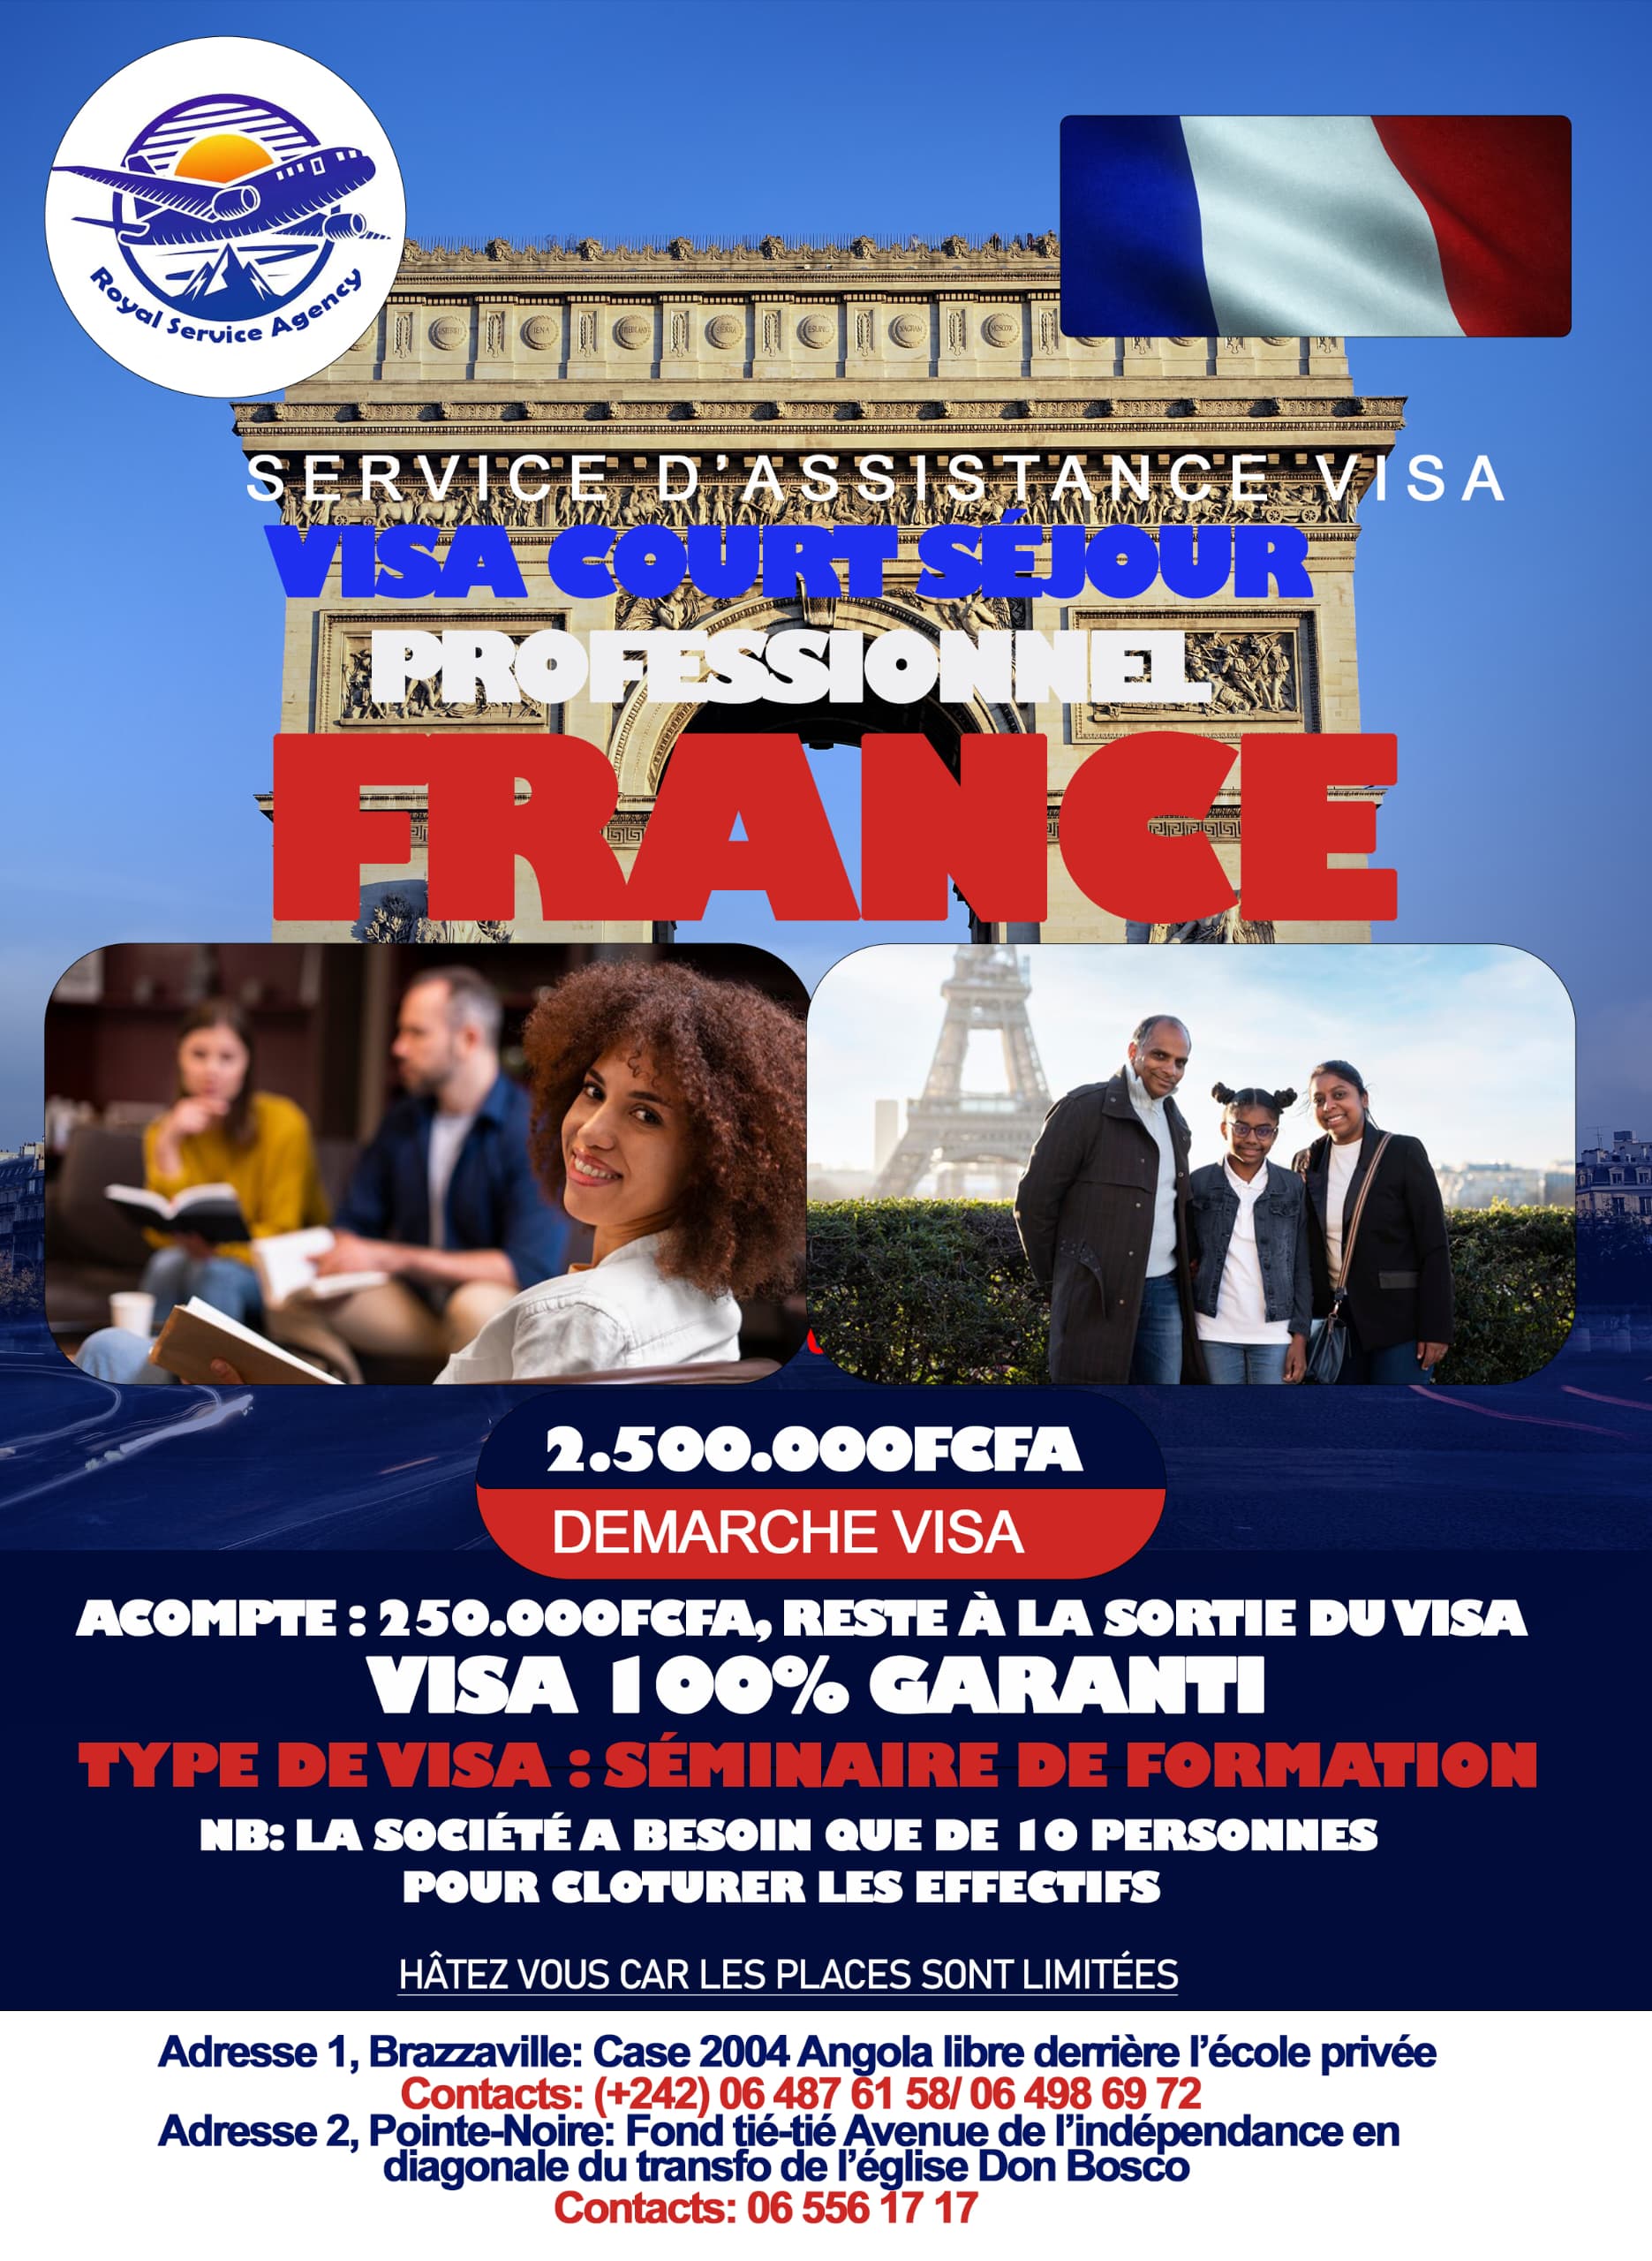 Royal Service Agency
SERVICE D'ASSISTANCE VISA
VISA COURT SÉJOUR
PROFESSIONNEL
FRANCE
2.500.000FCFA
DEMARCHE VISA
ACOMPTE : 250.000FCFA, RESTE À LA SORTIE DU VISA
VISA 100% GARANTI
TYPE DE VISA : SÉMINAIRE DE FORMATION
NB: LA SOCIÉTÉ A BESOIN QUE DE 10 PERSONNES
POUR CLOTURER LES EFFECTIFS
HÂTEZ VOUS CAR LES PLACES SONT LIMITÉES
Adresse 1, Brazzaville: Case 2004 Angola libre derrière l'école privée
Contacts: (+242) 06 487 61 58/ 06 498 69 72
Adresse 2, Pointe-Noire: Fond tié-tié Avenue de l'indépendance en
diagonale du transfo de l'église Don Bosco
Contacts: 06 556 17 17